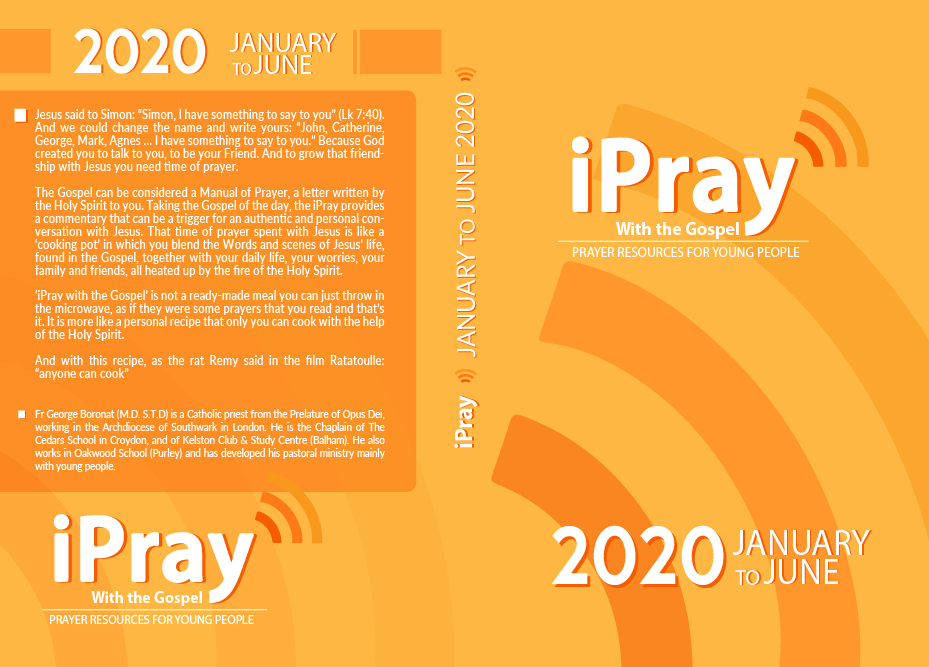 2020 JANUARY
TO JUNE
Jesus said to Simon: “Simon, I have something to say to you” (Lk 7:40).
And we could change the name and write yours: “John, Catherine,
George, Mark, Agnes ... I have something to say to you.” Because God
created you to talk to you, to be your Friend. And to grow that friend-
ship with Jesus you need time of prayer.
The Gospel can be considered a Manual of Prayer, a letter written by
the Holy Spirit to you. Taking the Gospel of the day, the iPray provides
a commentary that can be a trigger for an authentic and personal con-
versation with Jesus. That time of prayer spent with Jesus is like a
‘cooking pot’ in which you blend the Words and scenes of Jesus’ life,
found in the Gospel, together with your daily life, your worries, your
family and friends, all heated up by the fire of the Holy Spirit.
‘iPray with the Gospel’ is not a ready-made meal you can just throw in
the microwave, as if they were some prayers that you read and that’s
it. It is more like a personal recipe that only you can cook with the help
of the Holy Spirit.
And with this recipe, as the rat Remy said in the film Ratatoulle:
“anyone can cook”
Fr George Boronat (M.D. S.T.D) is a Catholic priest from the Prelature of Opus Dei,
working in the Archdiocese of Southwark in London. He is the Chaplain of The
Cedars School in Croydon, and of Kelston Club & Study Centre (Balham). He also
works in Oakwood School (Purley) and has developed his pastoral ministry mainly
with young people.
iPray
With the Gospel
PRAYER RESOURCES FOR YOUNG PEOPLE
iPray JANUARY TO JUNE 2020
iPray
With the Gospel
PRAYER RESOURCES FOR YOUNG PEOPLE
2020 JANUARY
TO JUNE